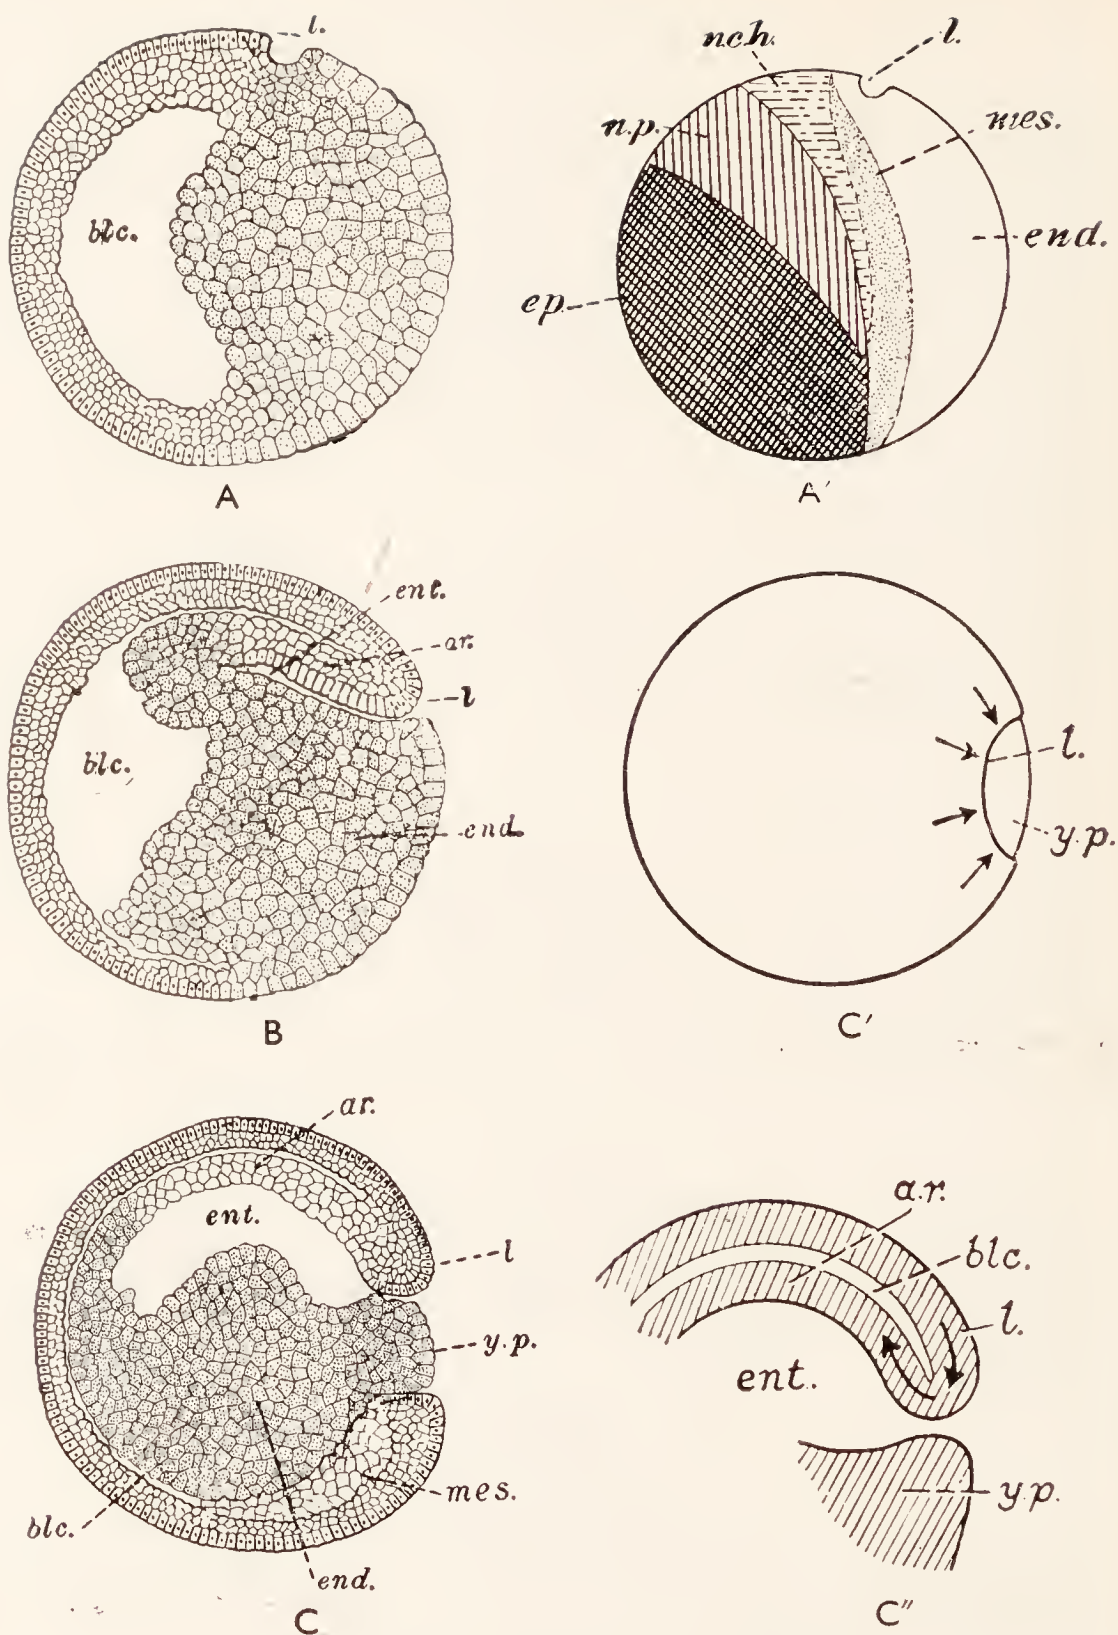 l.
blc.
A
nch.
l.
n.p.
mes.
end.
ep.
A′
ent.
ar.
l
blc.
end.
B
l.
y.p.
C′
ar.
ent.
l
y.p.
mes.
blc.
end.
C
a.r.
blc.
l.
ent.
y.p.
C″